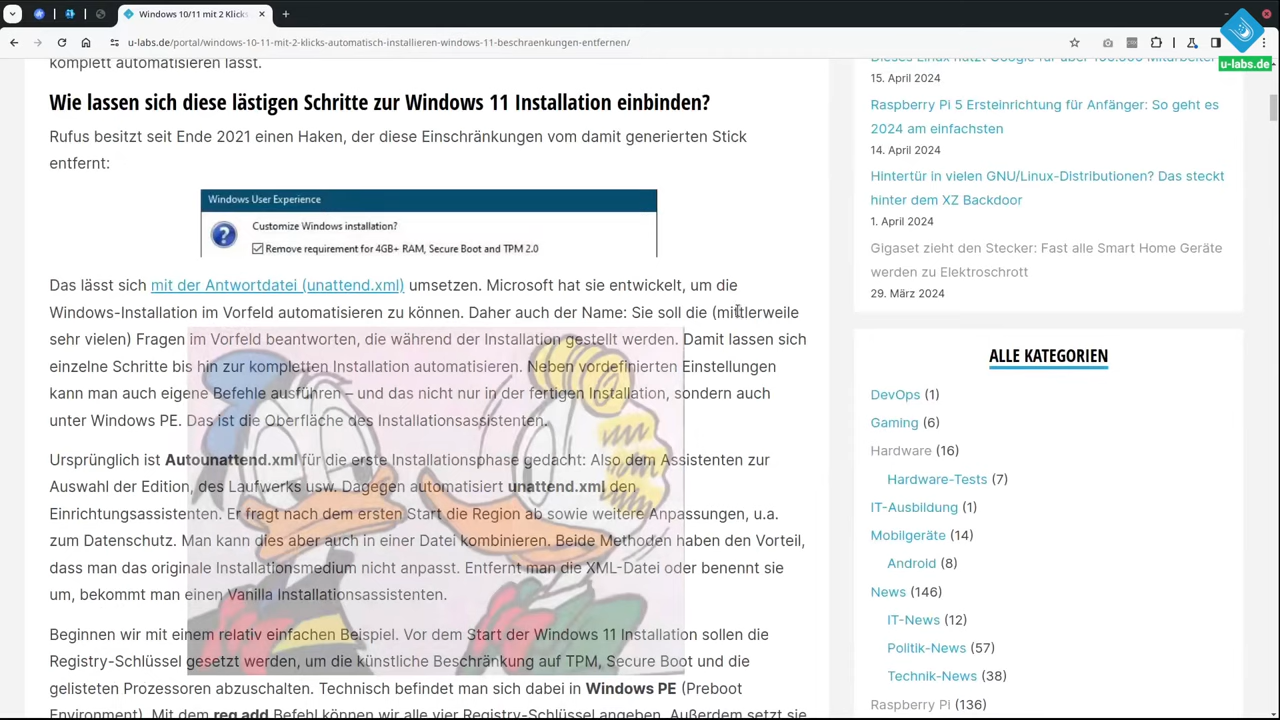 Windows 10/11 mit 2 Klicks
u-labs.de/portal/windows-10-11-mit-2-klicks-automatisch-installieren-windows-11-beschraenkungen-entfernen/
u-labs.de
komplett automatisieren lässt.
Wie lassen sich diese lästigen Schritte zur Windows 11 Installation einbinden?
Rufus besitzt seit Ende 2021 einen Haken, der diese Einschränkungen vom damit generierten Stick
entfernt:
Windows User Experience
Customize Windows installation?
Remove requirement for 4GB+ RAM, Secure Boot and TPM 2.0
Das lässt sich mit der Antwortdatei (unattend.xml) umsetzen. Microsoft hat sie entwickelt, um die
Windows-Installation im Vorfeld automatisieren zu können. Daher auch der Name: Sie soll die (mittlerweile
sehr vielen) Fragen im Vorfeld beantworten, die während der Installation gestellt werden. Damit lassen sich
einzelne Schritte bis hin zur kompletten Installation automatisieren. Neben vordefinierten Einstellungen
kann man auch eigene Befehle ausführen – und das nicht nur in der fertigen Installation, sondern auch
unter Windows PE. Das ist die Oberfläche des Installationsassistenten.
Ursprünglich ist Autounattend.xml für die erste Installationsphase gedacht: Also dem Assistenten zur
Auswahl der Edition, des Laufwerks usw. Dagegen automatisiert unattend.xml den
Einrichtungsassistenten. Er fragt nach dem ersten Start die Region ab sowie weitere Anpassungen, u.a.
zum Datenschutz. Man kann dies aber auch in einer Datei kombinieren. Beide Methoden haben den Vorteil,
dass man das originale Installationsmedium nicht anpasst. Entfernt man die XML-Datei oder benennt sie
um, bekommt man einen Vanilla Installationsassistenten.
Beginnen wir mit einem relativ einfachen Beispiel. Vor dem Start der Windows 11 Installation sollen die
Registry-Schlüssel gesetzt werden, um die künstliche Beschränkung auf TPM, Secure Boot und die
gelisteten Prozessoren abzuschalten. Technisch befindet man sich dabei in Windows PE (Preboot
Environment). Mit dem reg add Befehl können wir alle vier Registry-Schlüssel angeben. Außerdem setzt sie
Dieses Linux nutzt Google für über 100.000 Mitarbeiter
15. April 2024
Raspberry Pi 5 Ersteinrichtung für Anfänger: So geht es
2024 am einfachsten
14. April 2024
Hintertür in vielen GNU/Linux-Distributionen? Das steckt
hinter dem XZ Backdoor
1. April 2024
Gigaset zieht den Stecker: Fast alle Smart Home Geräte
werden zu Elektroschrott
29. März 2024
ALLE KATEGORIEN
DevOps (1)
Gaming (6)
Hardware (16)
Hardware-Tests (7)
IT-Ausbildung (1)
Mobilgeräte (14)
Android (8)
News (146)
IT-News (12)
Politik-News (57)
Technik-News (38)
Raspberry Pi (136)